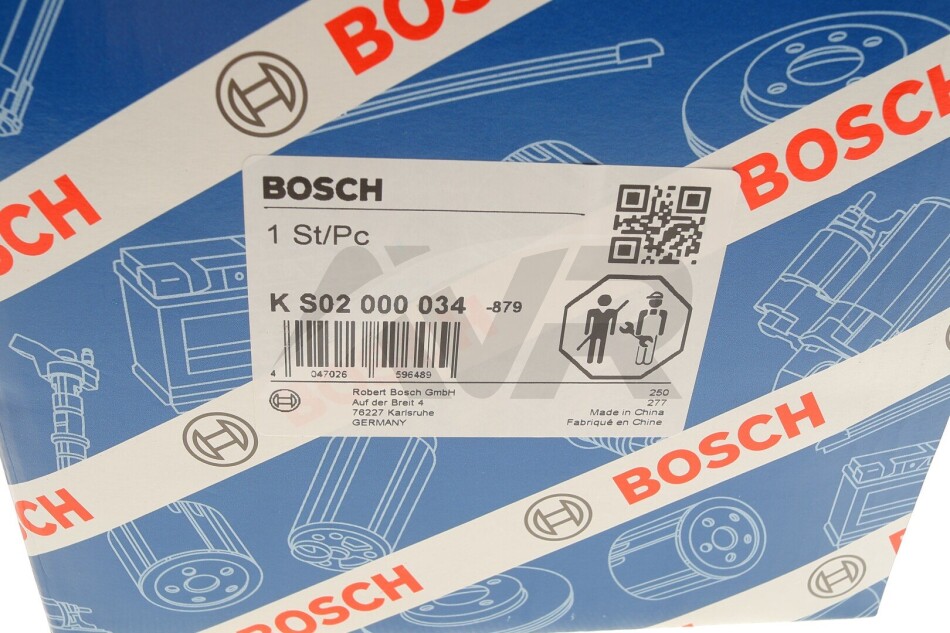 BOSCH
BOSCH
BOSCH
BOSCH
1 St/Pc
K S02 000 034 -879
4 047026 596489
Robert Bosch GmbH
Auf der Breit 4
76227 Karlsruhe
GERMANY
250
277
Made in China
Fabriqué en Chine
BOSCH
BOSCH
BOSCH
BOSCH